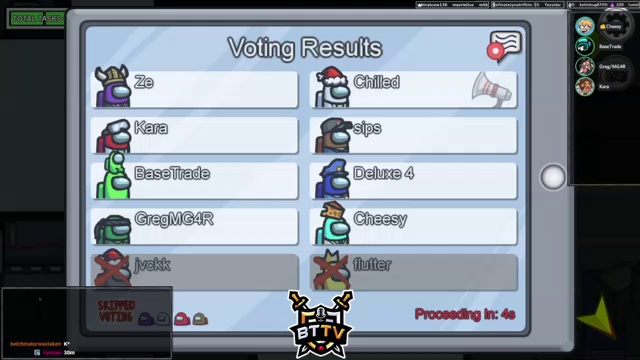 TOTAL TASKS
Voting Results
Ze
Chilled
Kara
sips
BaseTrade
Deluxe 4
GregMG4R
Cheesy
jvckk
flutter
SKIPPED
VOTING
Proceeding In: 4s
BTTV
Cheesy
BaseTrade
Greg/MG4R
Kara
K*
30m